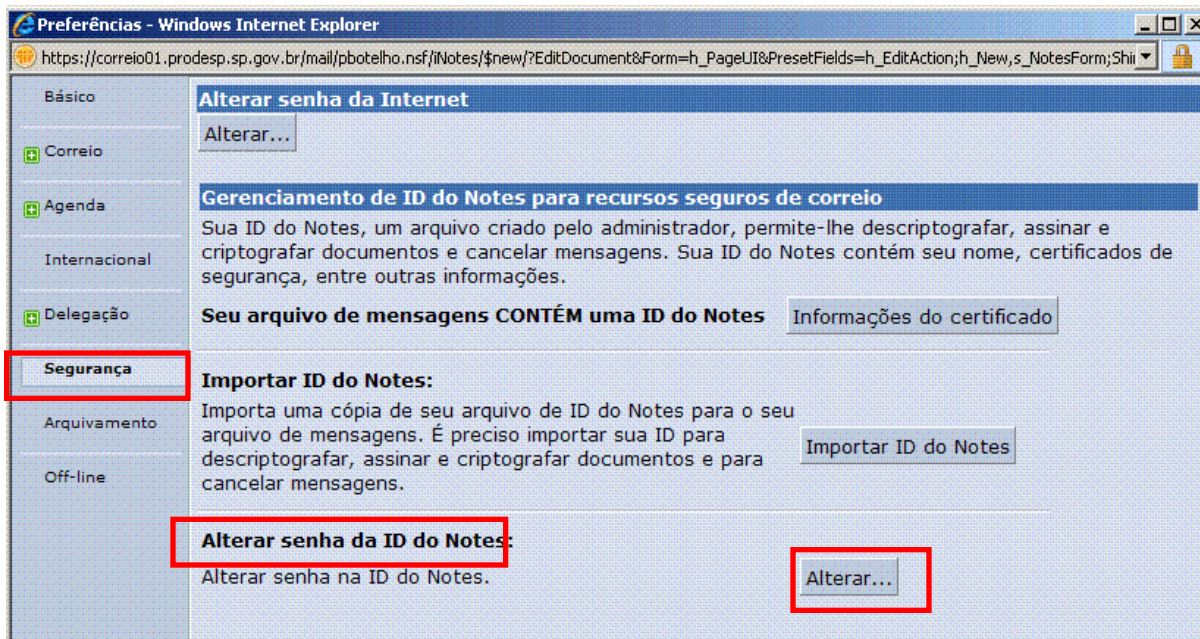 Preferências - Windows Internet Explorer
https://correio01.prodesp.sp.gov.br/mail/pbotelho.nsf/iNotes/$new/?EditDocument&Form=h_PageUI&PresetFields=h_EditAction;h_New,s_NotesForm;Shi
Básico
Alterar senha da Internet
Alterar...
Correio
Gerenciamento de ID do Notes para recursos seguros de correio
Agenda
Sua ID do Notes, um arquivo criado pelo administrador, permite-lhe descriptografar, assinar e
criptografar documentos e cancelar mensagens. Sua ID do Notes contém seu nome, certificados de
segurança, entre outras informações.
Internacional
Delegação
Seu arquivo de mensagens CONTÉM uma ID do Notes
Informações do certificado
Segurança
Importar ID do Notes:
Importa uma cópia de seu arquivo de ID do Notes para o seu
arquivo de mensagens. É preciso importar sua ID para
descriptografar, assinar e criptografar documentos e para
cancelar mensagens.
Importar ID do Notes
Arquivamento
Off-line
Alterar senha da ID do Notes:
Alterar senha na ID do Notes.
Alterar...